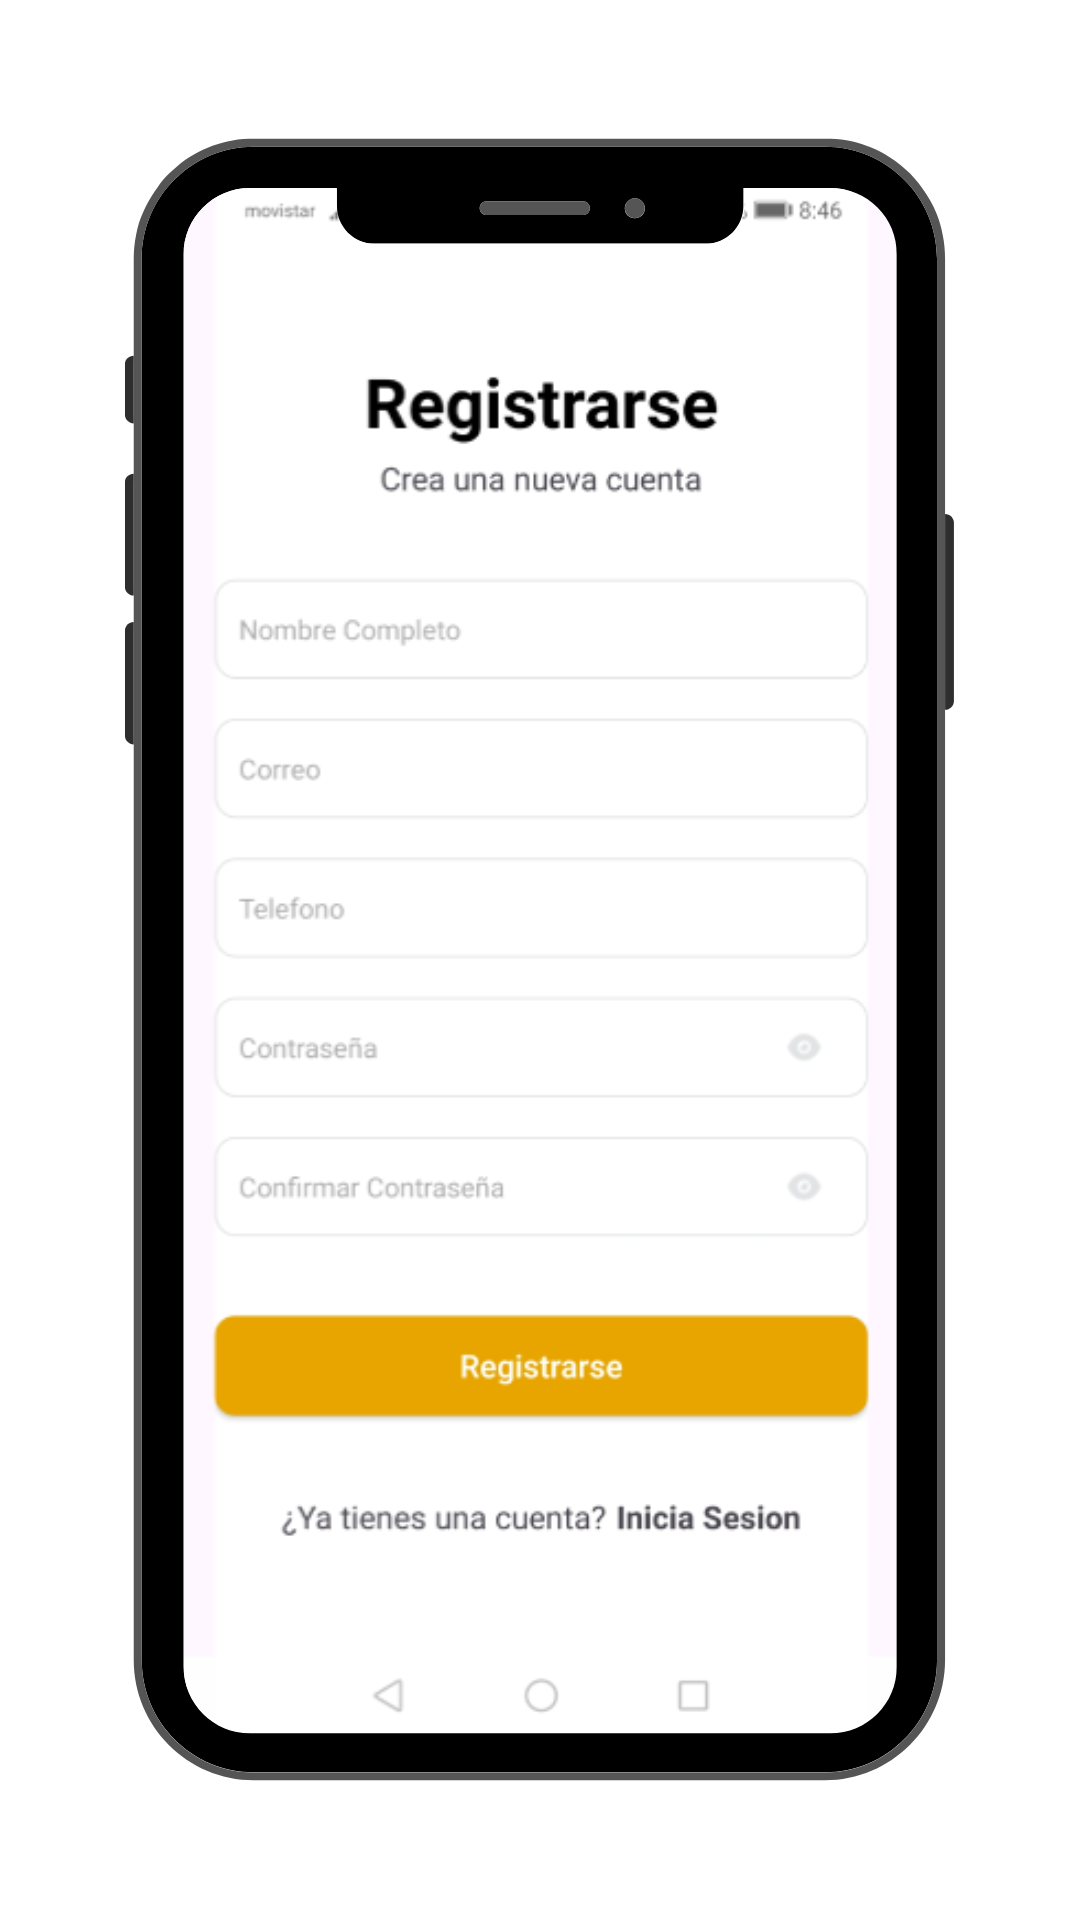 movistar 8:46
Registrarse
Crea una nueva cuenta
Nombre Completo
Correo
Telefono
Contraseña
Confirmar Contraseña
Registrarse
¿Ya tienes una cuenta? Inicia Sesion